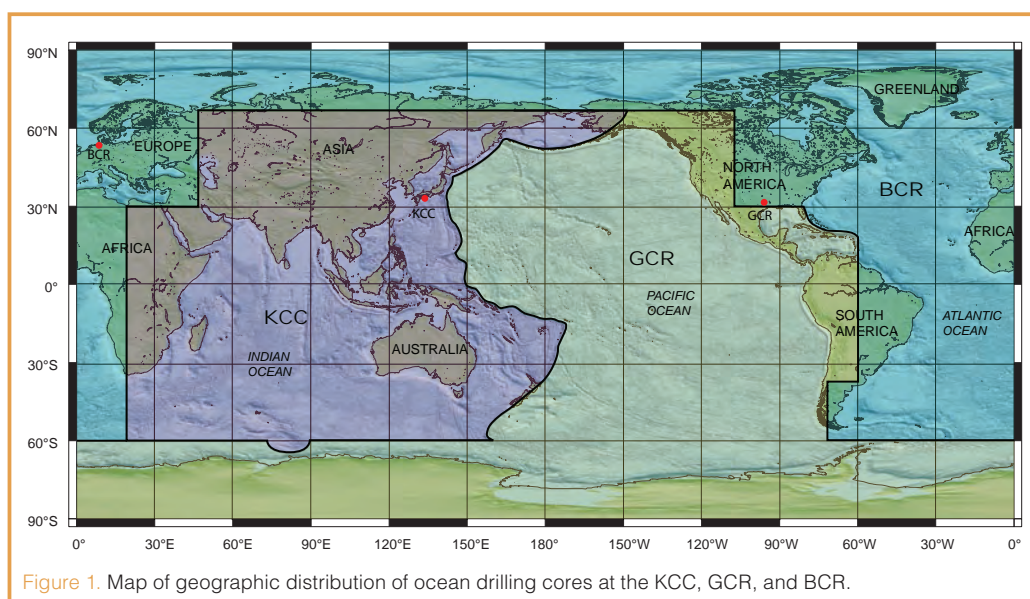 90°N
60°N
30°N
0°
30°S
60°S
90°S
GREENLAND
BCR
EUROPE
ASIA
NORTH
AMERICA
BCR
KCC
GCR
AFRICA
AFRICA
GCR
KCC
PACIFIC
OCEAN
SOUTH
AMERICA
ATLANTIC
OCEAN
AUSTRALIA
INDIAN
OCEAN
0° 30°E 60°E 90°E 120°E 150°E 180° 150°W 120°W 90°W 60°W 30°W 0°
Figure 1. Map of geographic distribution of ocean drilling cores at the KCC, GCR, and BCR.